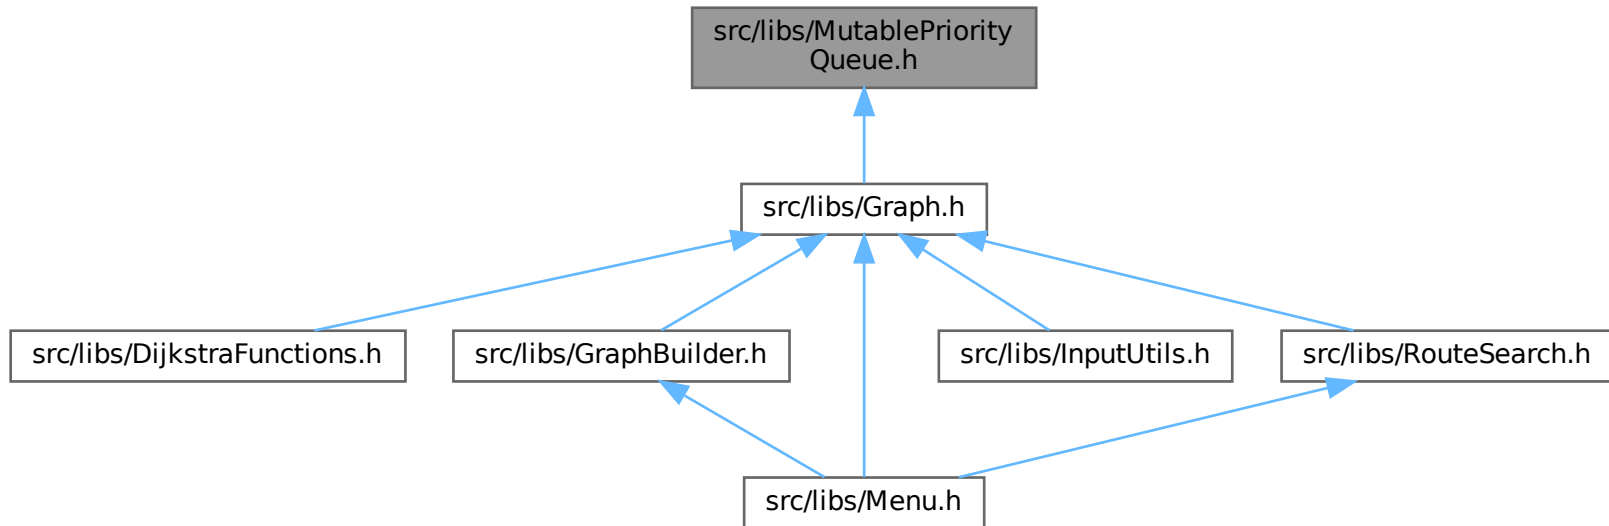 src/libs/MutablePriority
Queue.h
src/libs/Graph.h
src/libs/DijkstraFunctions.h
src/libs/GraphBuilder.h
src/libs/InputUtils.h
src/libs/RouteSearch.h
src/libs/Menu.h